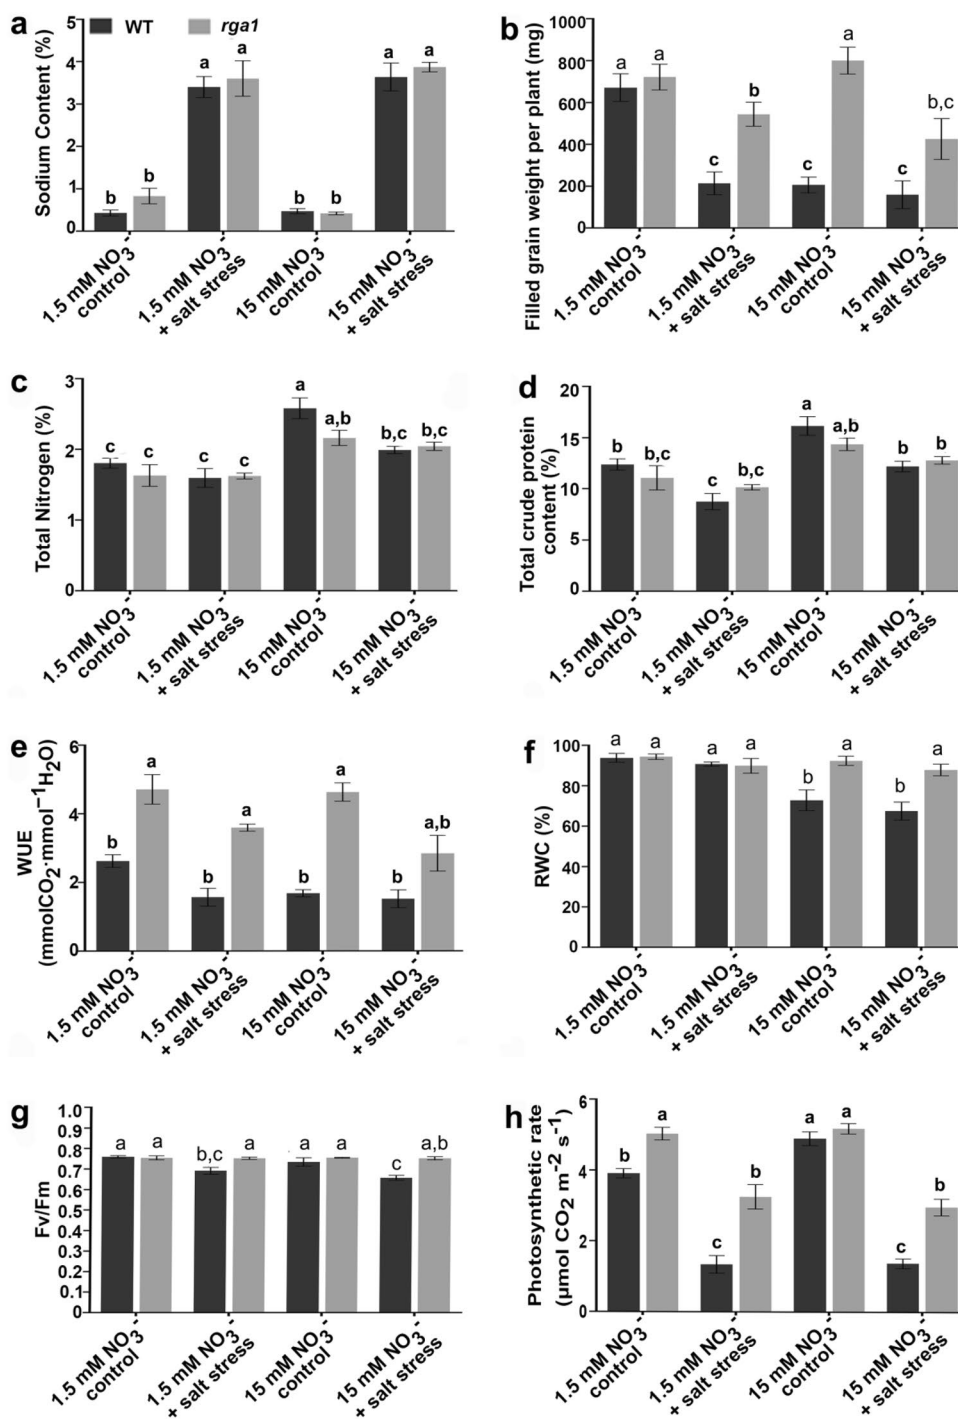 a
WT
rga1
Sodium Content (%)
5
4
3
2
1
0
b
b
a
a
b
b
a
a
1.5 mM NO3-
control
1.5 mM NO3-
+ salt stress
15 mM NO3-
control
15 mM NO3-
+ salt stress
b
Filled grain weight per plant (mg)
1000
800
600
400
200
0
a
a
c
b
c
a
c
b,c
1.5 mM NO3-
control
1.5 mM NO3-
+ salt stress
15 mM NO3-
control
15 mM NO3-
+ salt stress
c
Total Nitrogen (%)
3
2
1
0
c
c
c
c
a
a,b
b,c
b,c
1.5 mM NO3-
control
1.5 mM NO3-
+ salt stress
15 mM NO3-
control
15 mM NO3-
+ salt stress
d
Total crude protein
content (%)
20
15
10
5
0
b
b,c
c
b,c
a
a,b
b
b
1.5 mM NO3-
control
1.5 mM NO3-
+ salt stress
15 mM NO3-
control
15 mM NO3-
+ salt stress
e
WUE
(mmolCO2·mmol−1H2O)
6
4
2
0
b
a
b
a
b
a
b
a,b
1.5 mM NO3-
control
1.5 mM NO3-
+ salt stress
15 mM NO3-
control
15 mM NO3-
+ salt stress
f
RWC (%)
100
80
60
40
20
0
a
a
a
a
b
a
b
a
1.5 mM NO3-
control
1.5 mM NO3-
+ salt stress
15 mM NO3-
control
15 mM NO3-
+ salt stress
g
Fv/Fm
1.0
0.9
0.8
0.7
0.6
0.5
0.4
0.3
0.2
0.1
0
a
a
b,c
a
a
a
c
a,b
1.5 mM NO3-
control
1.5 mM NO3-
+ salt stress
15 mM NO3-
control
15 mM NO3-
+ salt stress
h
Photosynthetic rate
(µmol CO2 m-2 s-1)
6
4
2
0
b
a
c
b
a
a
c
b
1.5 mM NO3-
control
1.5 mM NO3-
+ salt stress
15 mM NO3-
control
15 mM NO3-
+ salt stress